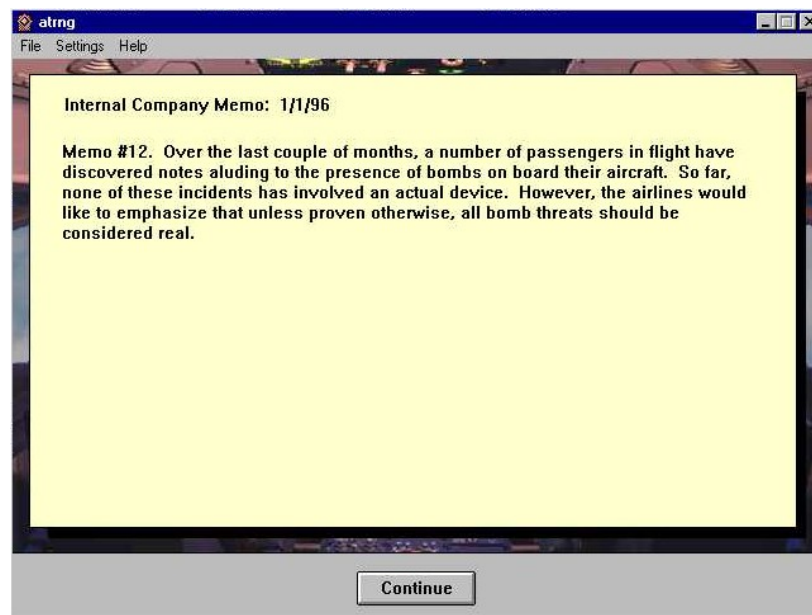 atrng
File Settings Help
Internal Company Memo: 1/1/96
Memo #12. Over the last couple of months, a number of passengers in flight have
discovered notes aluding to the presence of bombs on board their aircraft. So far,
none of these incidents has involved an actual device. However, the airlines would
like to emphasize that unless proven otherwise, all bomb threats should be
considered real.
Continue